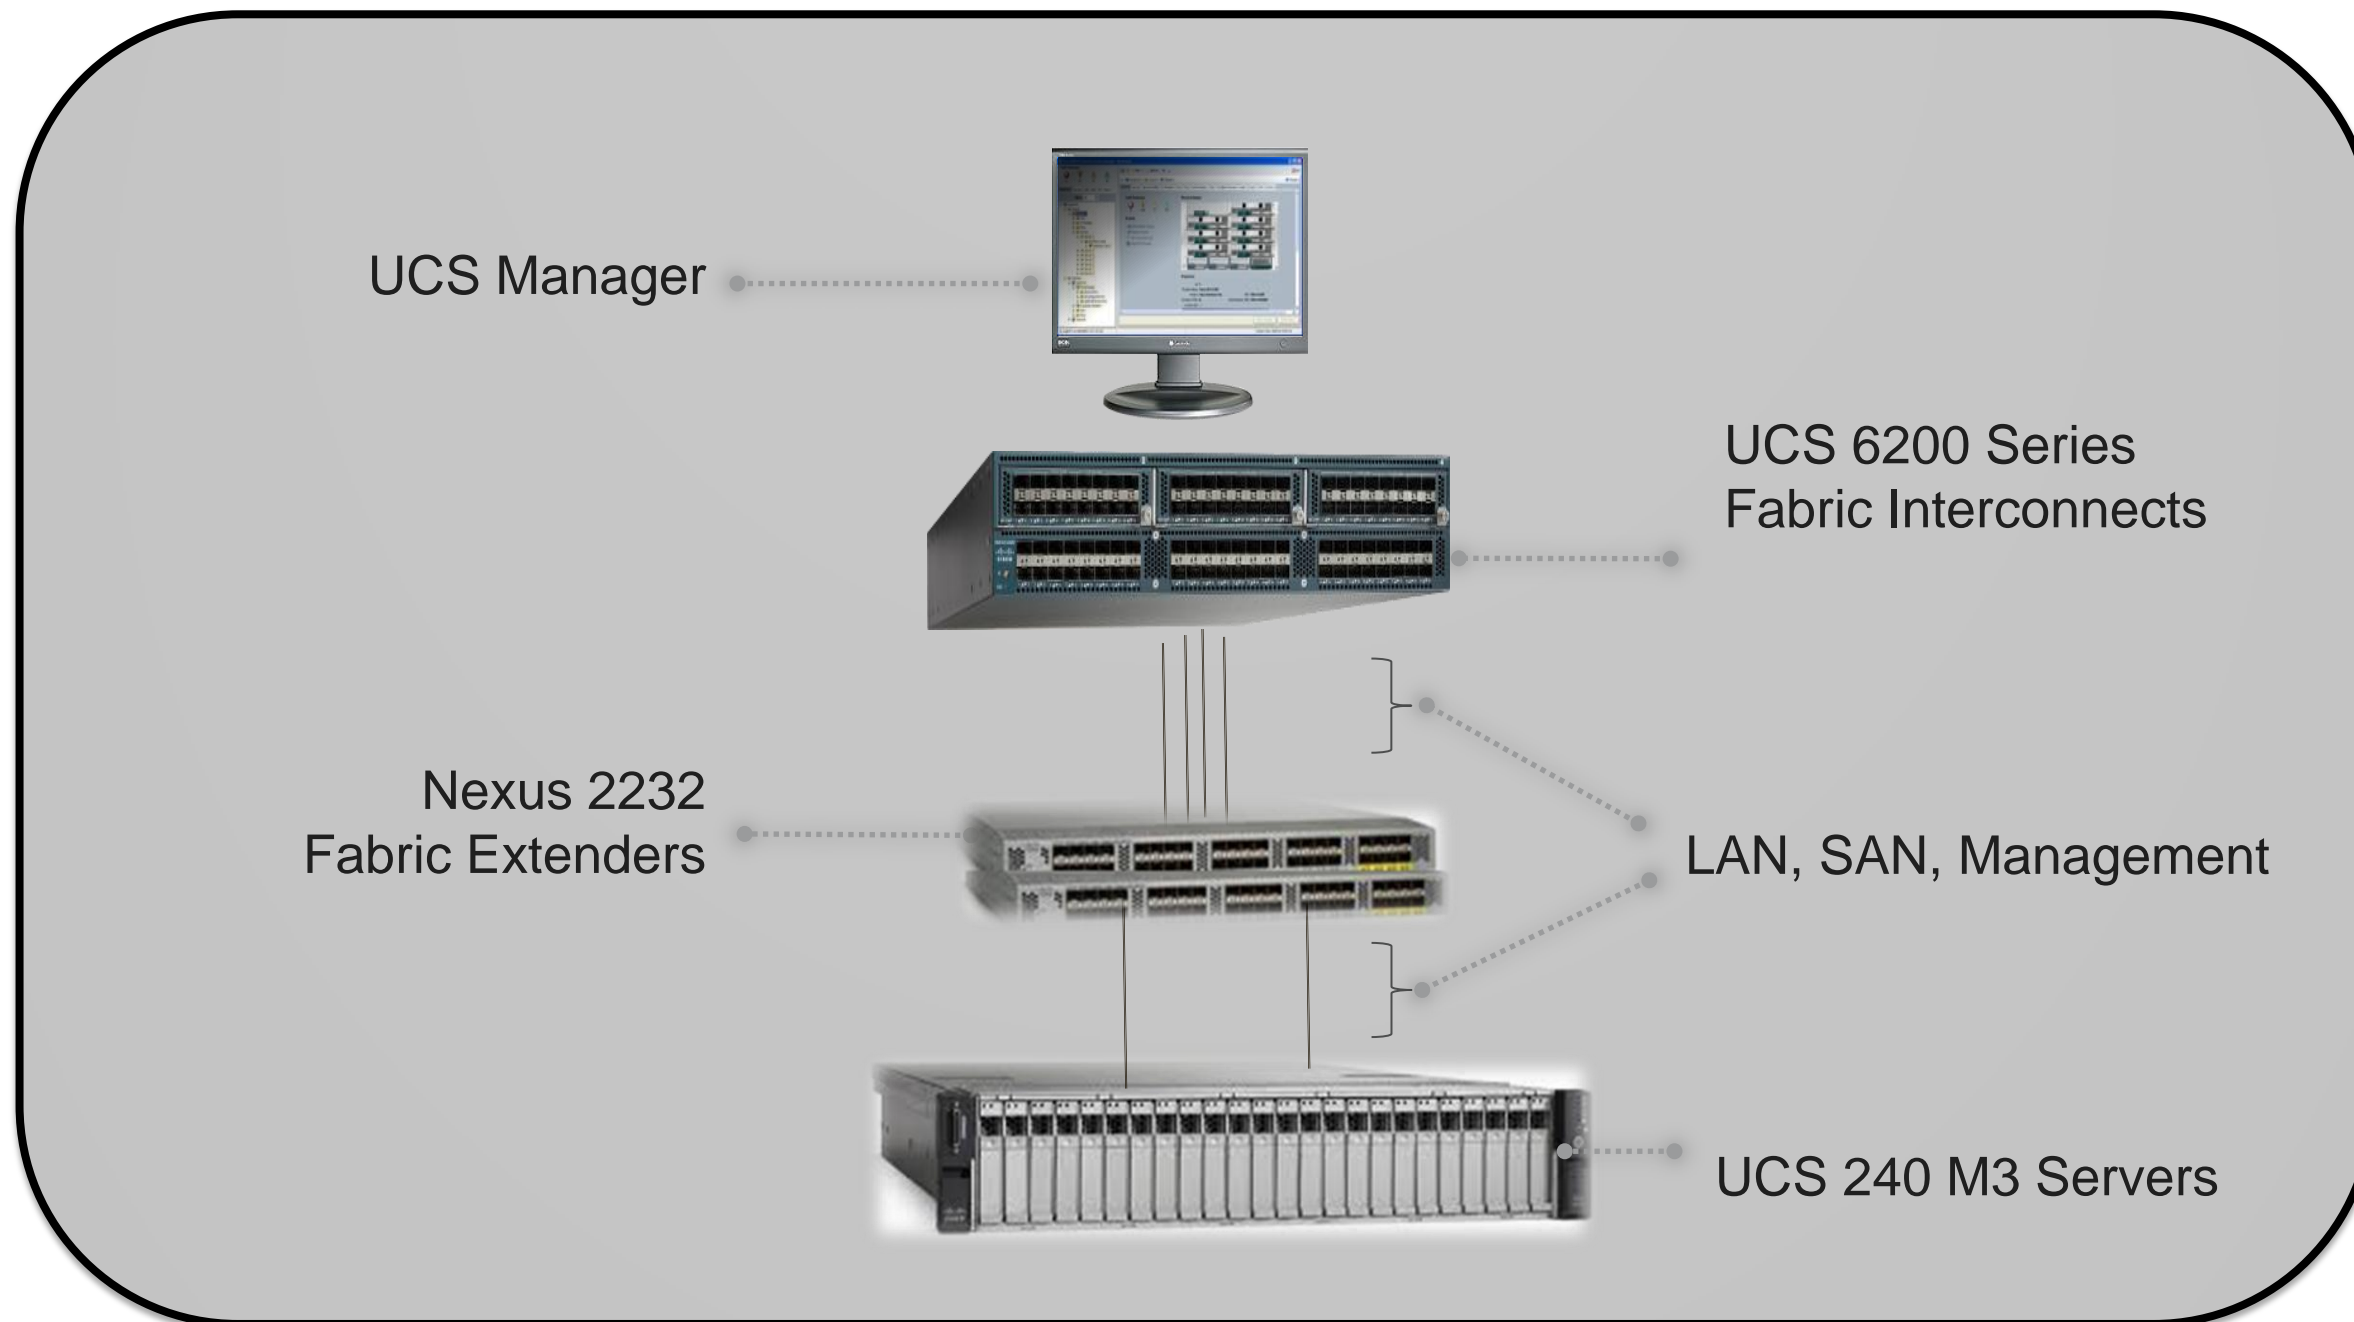 UCS Manager
UCS 6200 Series
Fabric Interconnects
Nexus 2232
Fabric Extenders
LAN, SAN, Management
UCS 240 M3 Servers